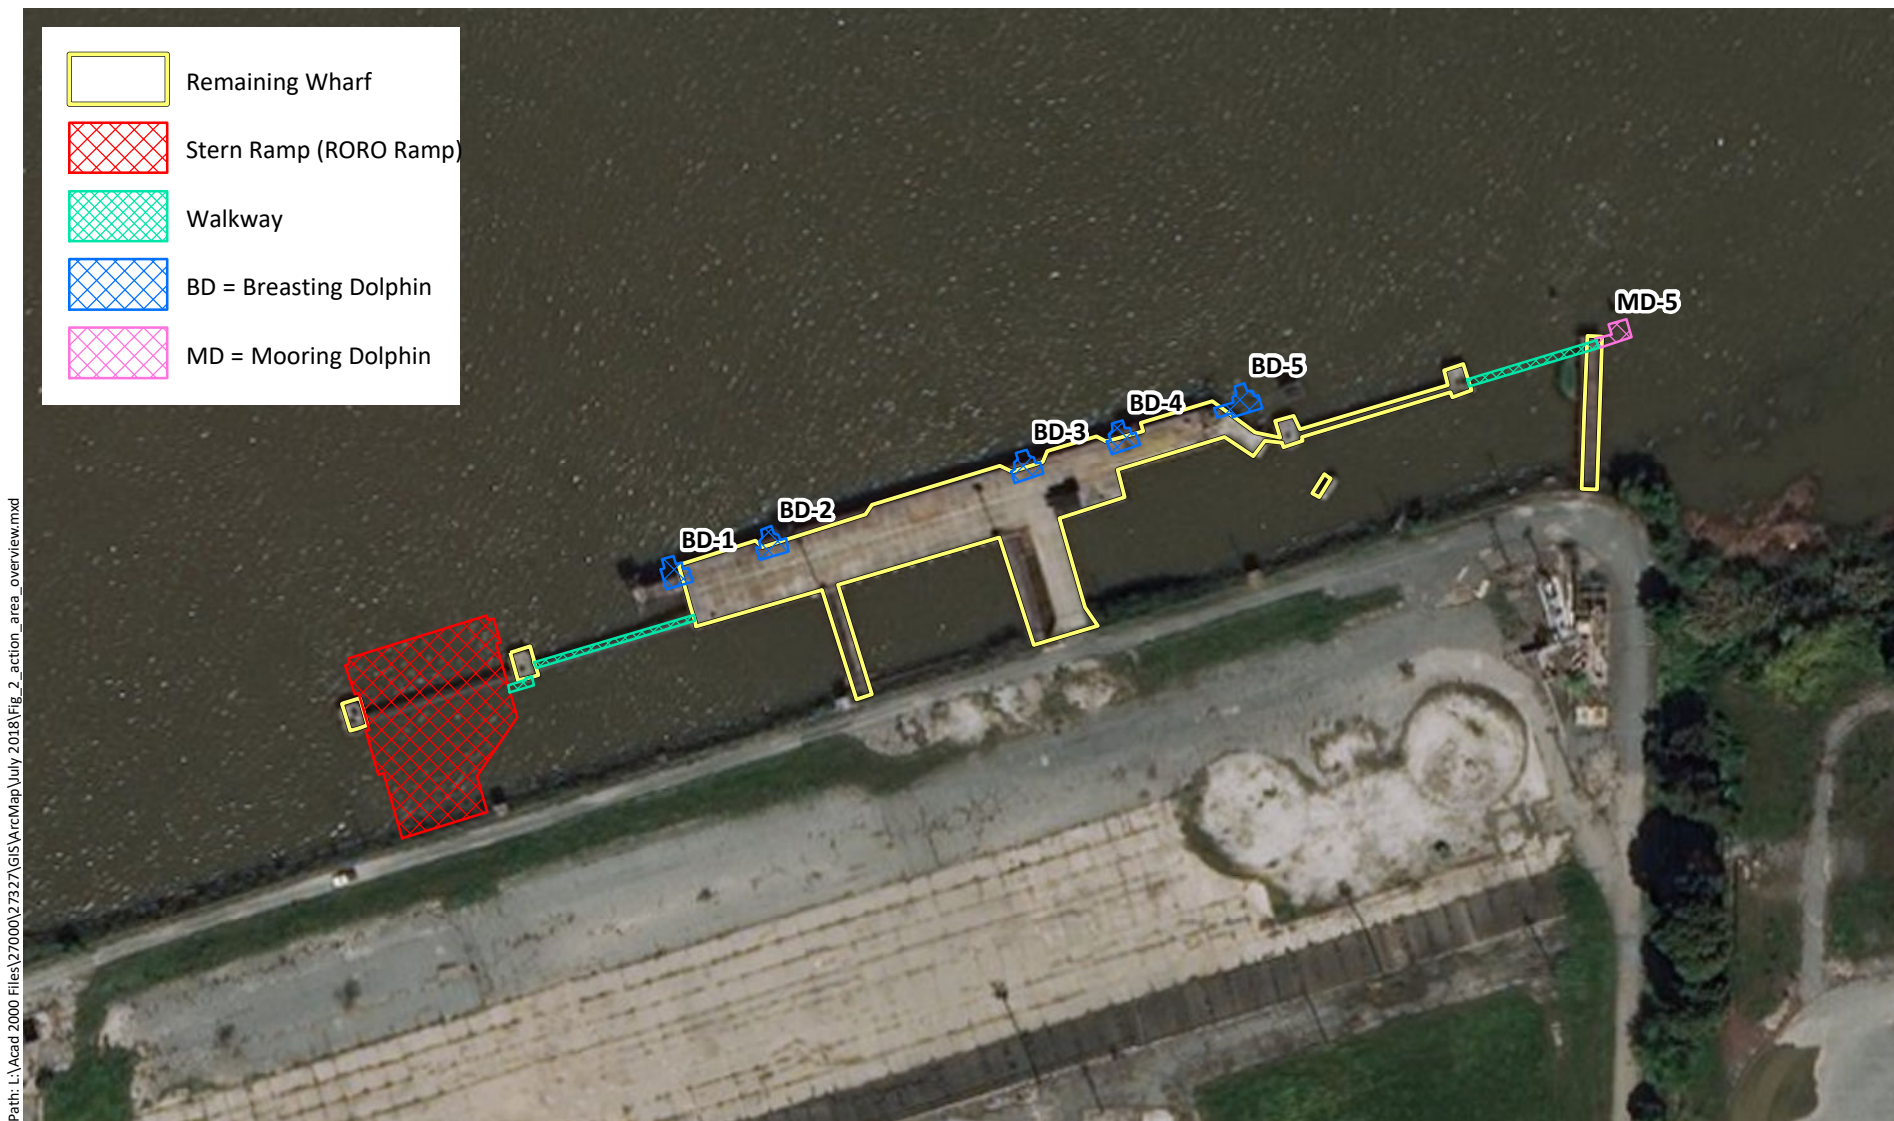 Remaining Wharf
Stern Ramp (RORO Ramp)
Walkway
BD = Breasting Dolphin
MD = Mooring Dolphin
MD-5
BD-5
BD-4
BD-3
BD-2
BD-1
Path: L:\Acad 2000 Files\27000\27327\GIS\ArcMap\July 2018\Fig_2_action_area_overview.mxd